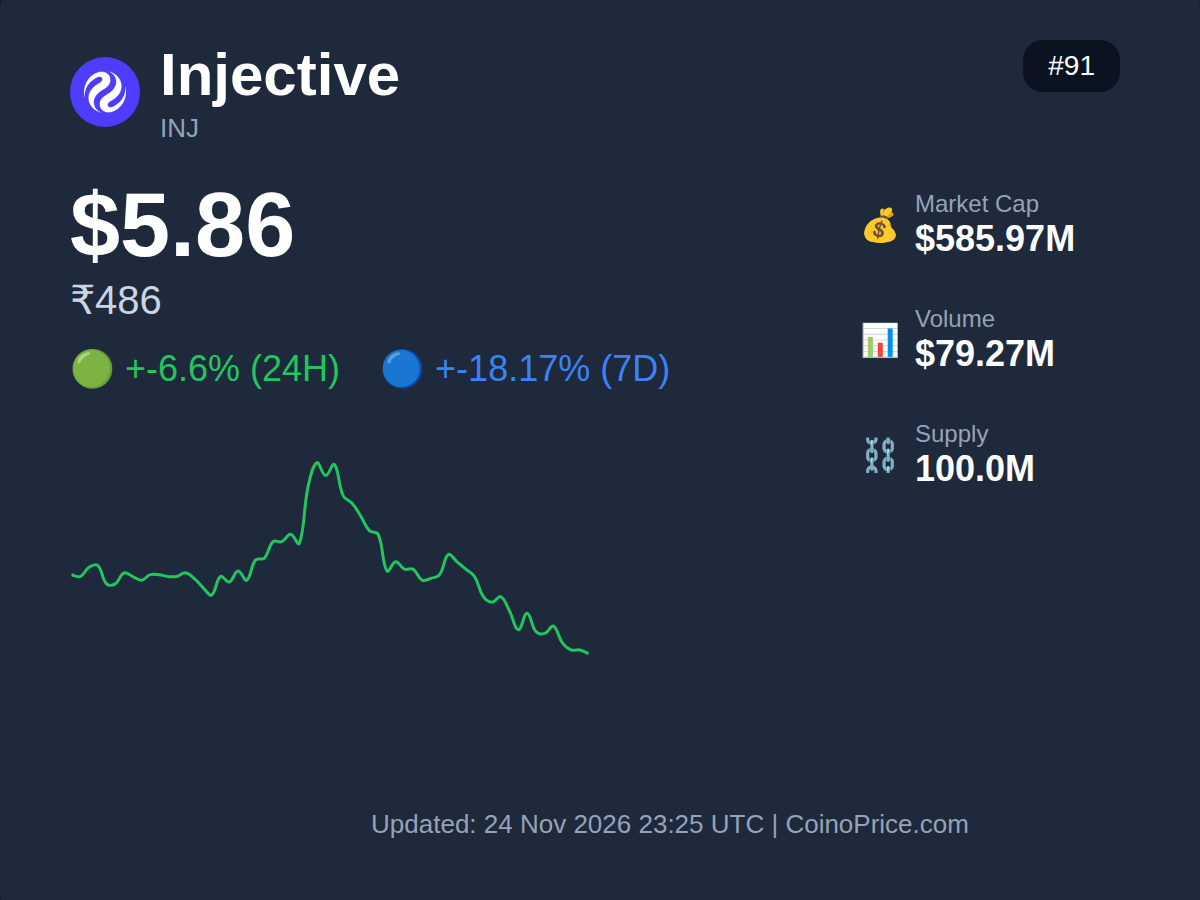 Injective
INJ
#91
$5.86
₹486
+-6.6% (24H)
+-18.17% (7D)
Market Cap
$585.97M
Volume
$79.27M
Supply
100.0M
Updated: 24 Nov 2026 23:25 UTC | CoinoPrice.com